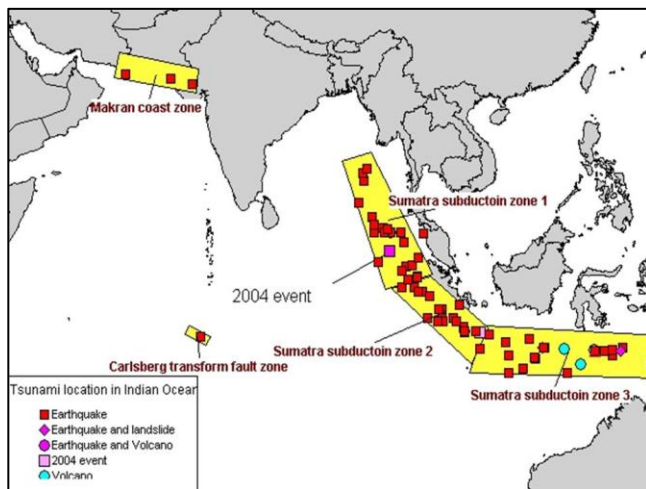 Makran coast zone
Sumatra subductoin zone 1
2004 event
Sumatra subductoin zone 2
Carlsberg transform fault zone
Sumatra subductoin zone 3
Tsunami location in Indian Ocean
Earthquake
Earthquake and landslide
Earthquake and Volcano
2004 event
Volcano